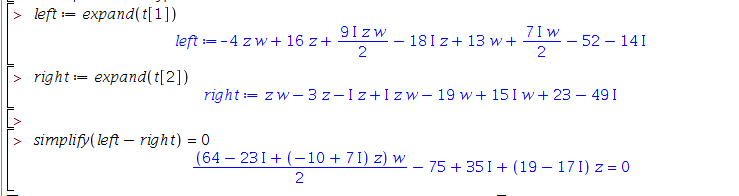 > left := expand(t[1])
left := -4 z w + 16 z + 9 I z w / 2 - 18 I z + 13 w + 7 I w / 2 - 52 - 14 I
> right := expand(t[2])
right := z w - 3 z - I z + I z w - 19 w + 15 I w + 23 - 49 I
>
> simplify(left - right) = 0
(64 - 23 I + (-10 + 7 I) z) w / 2 - 75 + 35 I + (19 - 17 I) z = 0